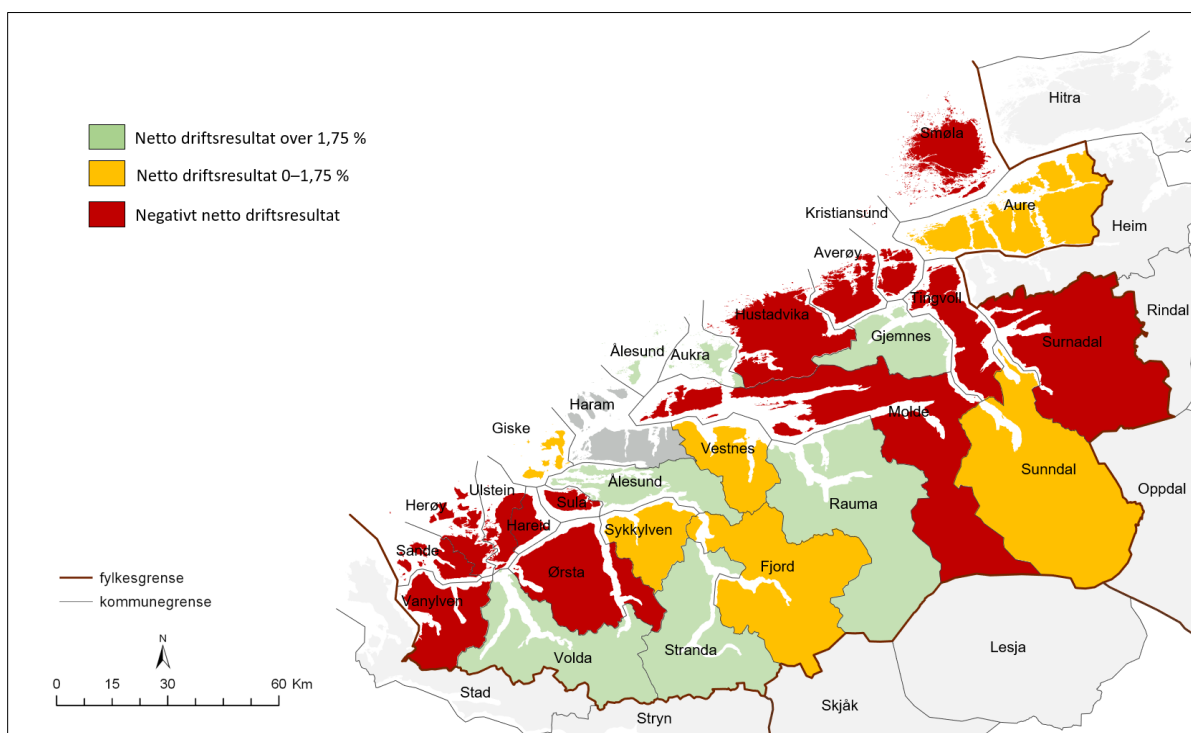 Netto driftsresultat over 1,75 %
Netto driftsresultat 0–1,75 %
Negativt netto driftsresultat
Hitra
Smøla
Aure
Kristiansund
Heim
Averøy
Tingvoll
Hustadvika
Rindal
Gjemnes
Surnadal
Ålesund
Aukra
Haram
Molde
Giske
Vestnes
Sunndal
Oppdal
Ålesund
Ulstein
Sula
Herøy
Rauma
Hareid
Sykkylven
Sande
Ørsta
Fjord
fylkesgrense
kommunegrense
Vanylven
N
Lesja
Stranda
Volda
0 15 30 60 Km
Stad
Skjåk
Stryn